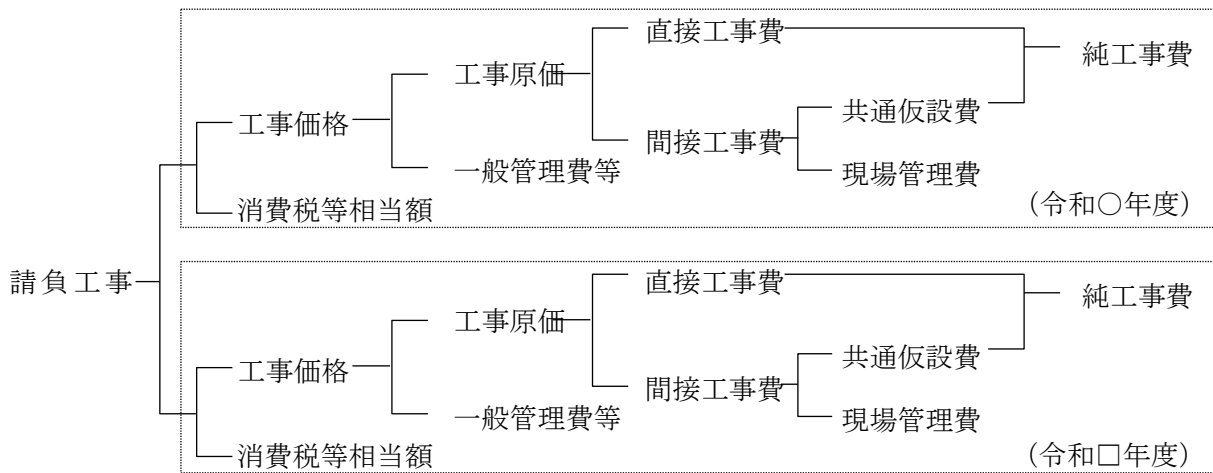 直接工事費
純工事費
工事原価
共通仮設費
工事価格
間接工事費
一般管理費等
現場管理費
消費税等相当額
（令和○年度）
請負工事
直接工事費
純工事費
工事原価
共通仮設費
工事価格
間接工事費
一般管理費等
現場管理費
消費税等相当額
（令和□年度）